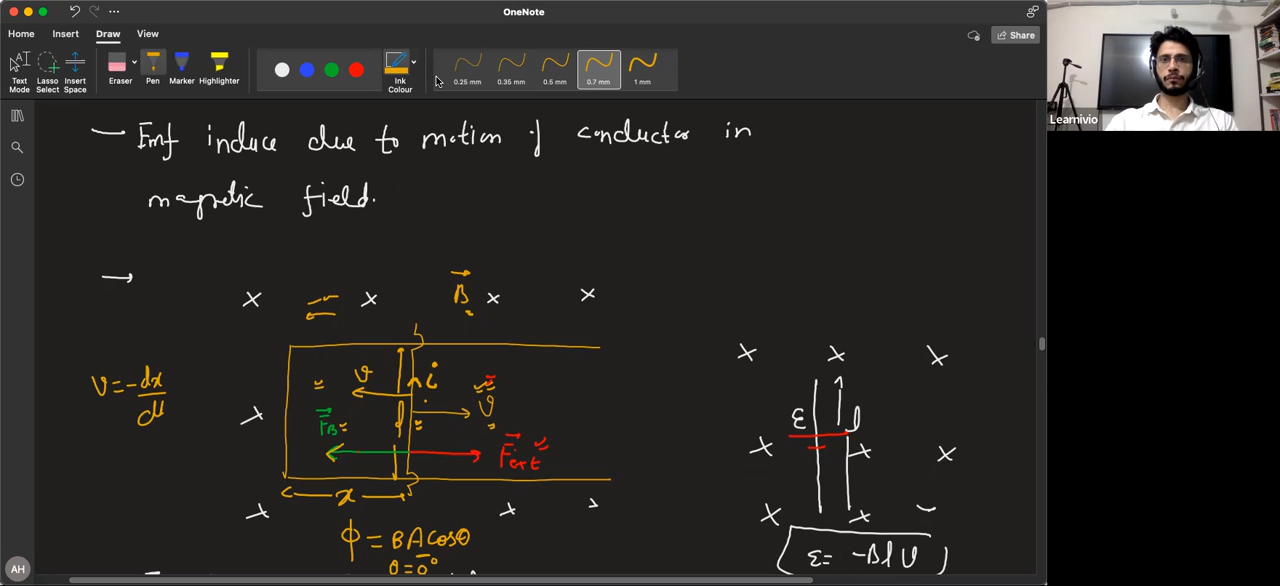 OneNote
Home Insert Draw View
Share
Text Mode
Lasso Select
Insert Space
Eraser
Pen
Marker
Highlighter
Ink Colour
0.25 mm
0.35 mm
0.5 mm
0.7 mm
1 mm
Learnivio
— Emf induce due to motion of conductor in
magnetic field.
→
x x B x x
V = -dx/dt
v i v
F_B l
F_ext
x
ϕ = BA cosθ
θ = 0°
x x x
ε l
x x x
x x
ε = -Blv
AH